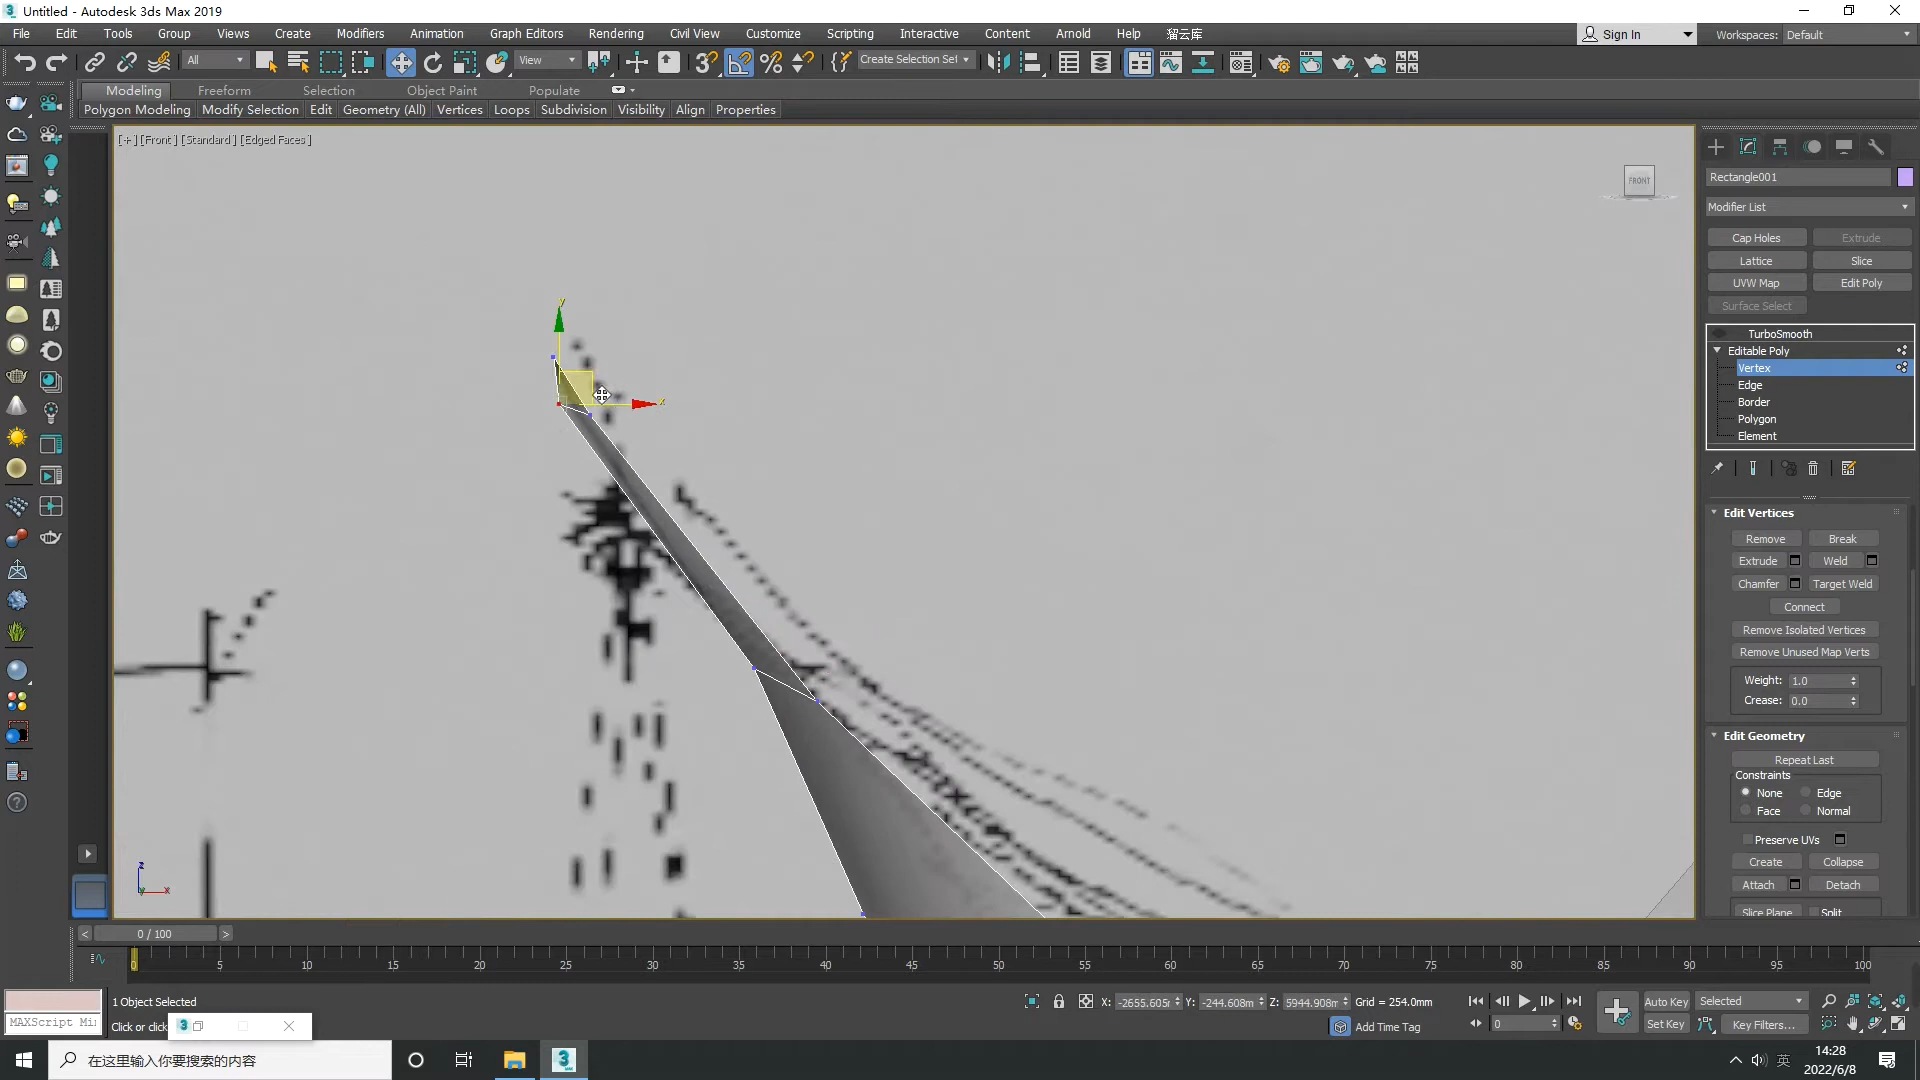 Untitled - Autodesk 3ds Max 2019
File Edit Tools Group Views Create Modifiers Animation Graph Editors Rendering Civil View Customize Scripting Interactive Content Arnold Help 溜云库 Sign In Workspaces: Default
All View Create Selection Set
Modeling Freeform Selection Object Paint Populate
Polygon Modeling Modify Selection Edit Geometry (All) Vertices Loops Subdivision Visibility Align Properties
[+] [Front] [Standard] [Edged Faces]
FRONT
y
x
z
y x
Rectangle001
Modifier List
Cap Holes Extrude
Lattice Slice
UVW Map Edit Poly
Surface Select
TurboSmooth
Editable Poly
Vertex
Edge
Border
Polygon
Element
Edit Vertices
Remove Break
Extrude Weld
Chamfer Target Weld
Connect
Remove Isolated Vertices
Remove Unused Map Verts
Weight: 1.0
Crease: 0.0
Edit Geometry
Repeat Last
Constraints
None Edge
Face Normal
Preserve UVs
Create Collapse
Attach Detach
Slice Plane Split
< 0 / 100 >
0 5 10 15 20 25 30 35 40 45 50 55 60 65 70 75 80 85 90 95 100
1 Object Selected X: -2655.605m Y: -244.608m Z: 5944.908m Grid = 254.0mm Auto Key Selected
MAXScript Mi Click or click Add Time Tag 0 Set Key Key Filters...
在这里输入你要搜索的内容
英
14:28
2022/6/8